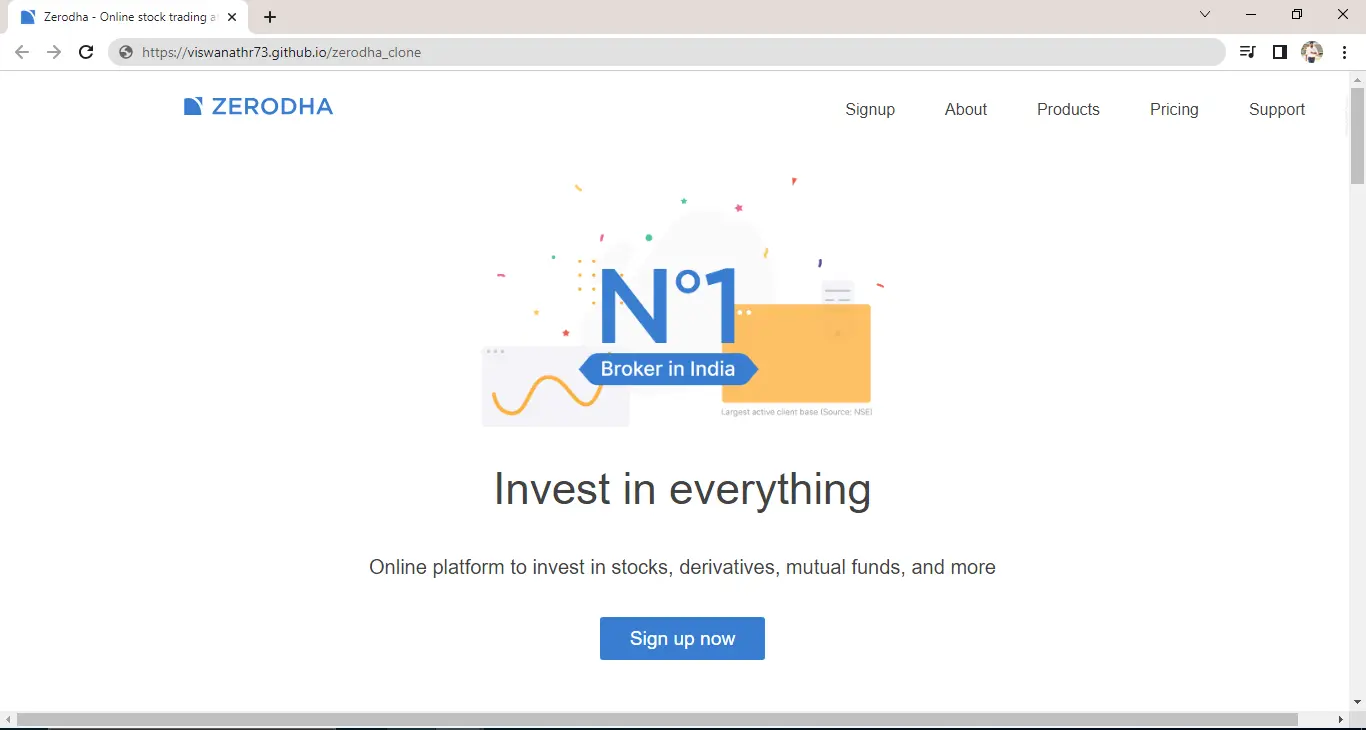 Zerodha - Online stock trading a
https://viswanathr73.github.io/zerodha_clone
ZERODHA
Signup About Products Pricing Support
N°1
Broker in India
Largest active client base (Source: NSE)
Invest in everything
Online platform to invest in stocks, derivatives, mutual funds, and more
Sign up now